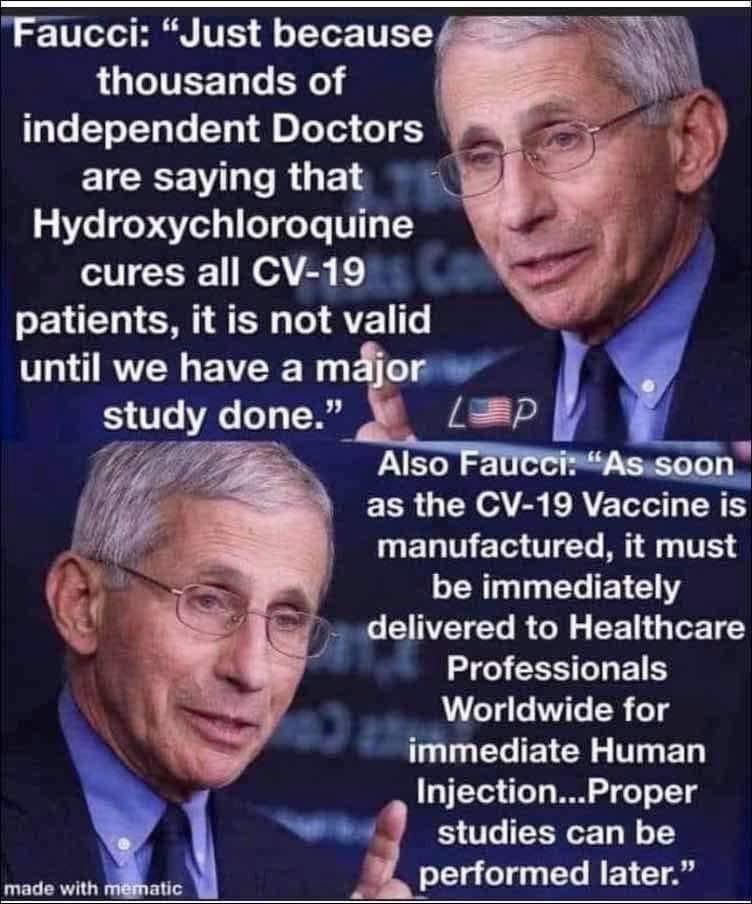 Faucci: “Just because
thousands of
independent Doctors
are saying that
Hydroxychloroquine
cures all CV-19
patients, it is not valid
until we have a major
study done.”
L P
Also Faucci: “As soon
as the CV-19 Vaccine is
manufactured, it must
be immediately
delivered to Healthcare
Professionals
Worldwide for
immediate Human
Injection...Proper
studies can be
performed later.”
made with mematic